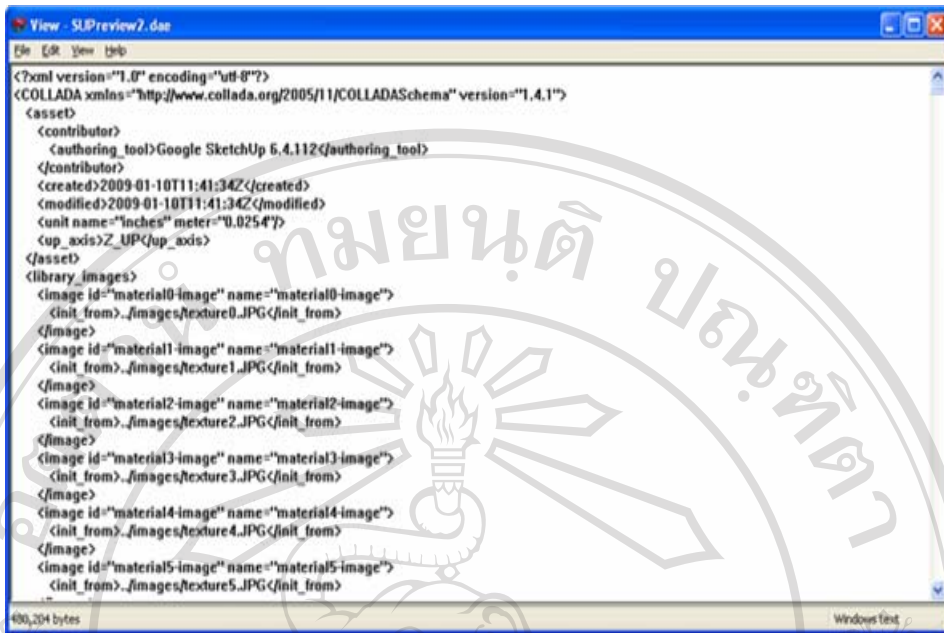 View - SUPreview2.dae
File Edit View Help
<?xml version="1.0" encoding="utf-8"?>
<COLLADA xmlns="http://www.collada.org/2005/11/COLLADASchema" version="1.4.1">
<asset>
<contributor>
<authoring_tool>Google SketchUp 6.4.112</authoring_tool>
</contributor>
<created>2009-01-10T11:41:34Z</created>
<modified>2009-01-10T11:41:34Z</modified>
<unit name="inches" meter="0.0254"/>
<up_axis>Z_UP</up_axis>
</asset>
<library_images>
<image id="material0-image" name="material0-image">
<init_from>../images/texture0.JPG</init_from>
</image>
<image id="material1-image" name="material1-image">
<init_from>../images/texture1.JPG</init_from>
</image>
<image id="material2-image" name="material2-image">
<init_from>../images/texture2.JPG</init_from>
</image>
<image id="material3-image" name="material3-image">
<init_from>../images/texture3.JPG</init_from>
</image>
<image id="material4-image" name="material4-image">
<init_from>../images/texture4.JPG</init_from>
</image>
<image id="material5-image" name="material5-image">
<init_from>../images/texture5.JPG</init_from>
480,204 bytes Windows text